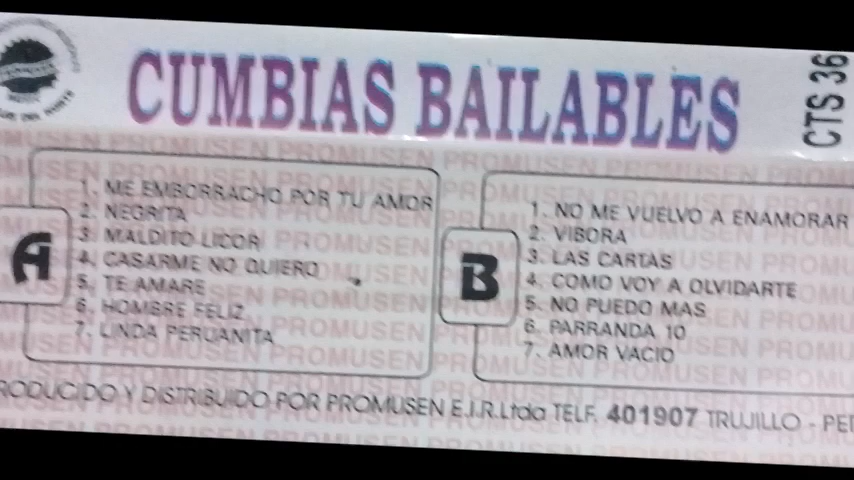 CUMBIAS BAILABLES
CTS 36
A
1. ME EMBORRACHO POR TU AMOR
2. NEGRITA
3. MALDITO LICOR
4. CASARME NO QUIERO
5. TE AMARE
6. HOMBRE FELIZ
7. LINDA PERUANITA
B
1. NO ME VUELVO A ENAMORAR
2. VIBORA
3. LAS CARTAS
4. COMO VOY A OLVIDARTE
5. NO PUEDO MAS
6. PARRANDA 10
7. AMOR VACIO
RODUCIDO Y DISTRIBUIDO POR PROMUSEN E.I.R.Ltda TELF. 401907 TRUJILLO - PE